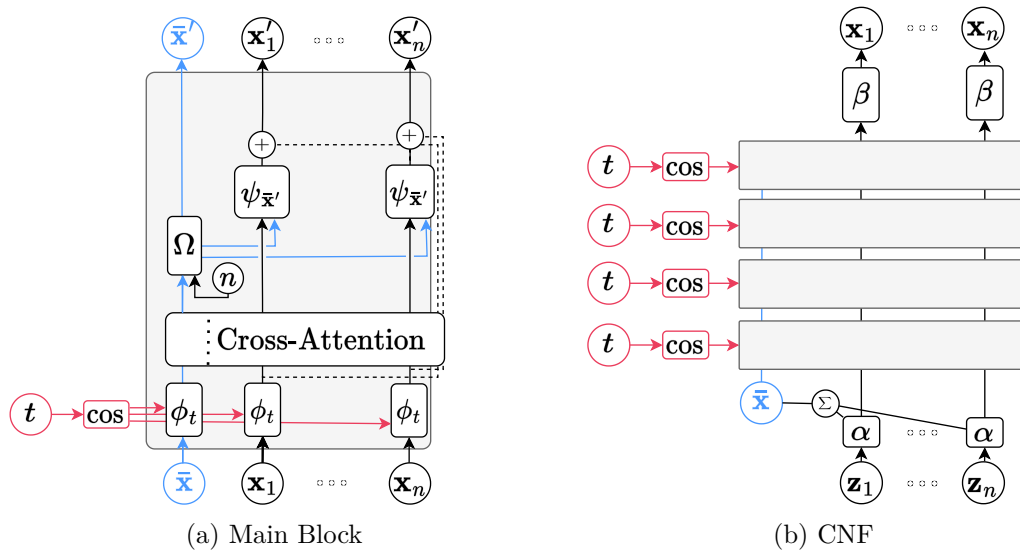 x̄′ x′₁ ∘∘∘ x′ₙ
+ +
ψx̄′ ψx̄′
Ω
n
Cross-Attention
t cos ϕₜ ϕₜ ϕₜ
x̄ x₁ ∘∘∘ xₙ
(a) Main Block
x₁ ∘∘∘ xₙ
β β
t cos
t cos
t cos
t cos
x̄ Σ
α ∘∘∘ α
z₁ ∘∘∘ zₙ
(b) CNF